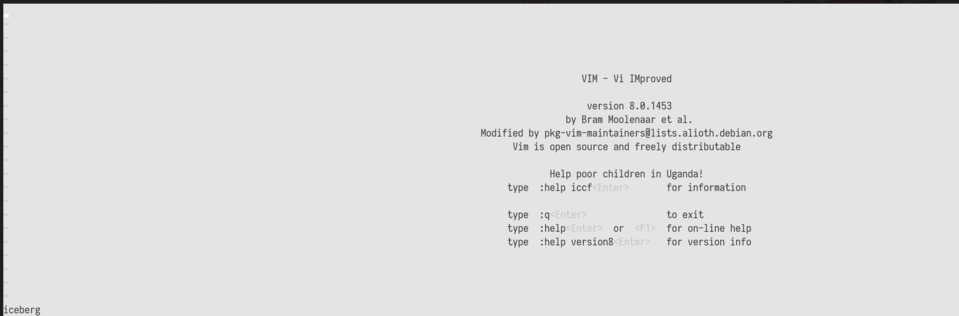 ~
~
~
~
~
~
VIM - Vi IMproved
~
~
version 8.0.1453
~
by Bram Moolenaar et al.
~
Modified by pkg-vim-maintainers@lists.alioth.debian.org
~
Vim is open source and freely distributable
~
~
Help poor children in Uganda!
~
type :help iccf<Enter> for information
~
~
type :q<Enter> to exit
~
type :help<Enter> or <F1> for on-line help
~
type :help version8<Enter> for version info
~
~
~
~
iceberg